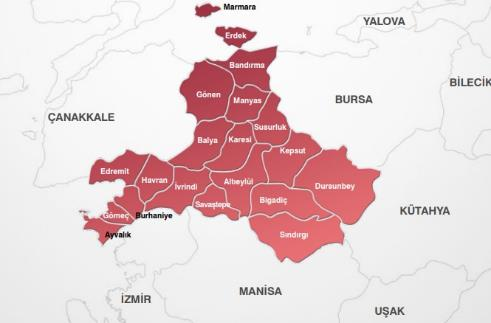 Marmara
YALOVA
Erdek
Bandırma
BİLECİK
Gönen
Manyas
BURSA
ÇANAKKALE
Susurluk
Balya
Karesi
Kepsut
Edremit
Havran
İvrindi
Altıeylül
Dursunbey
Savaştepe
Bigadiç
Gömeç
Burhaniye
KÜTAHYA
Ayvalık
Sındırgı
MANİSA
İZMİR
UŞAK